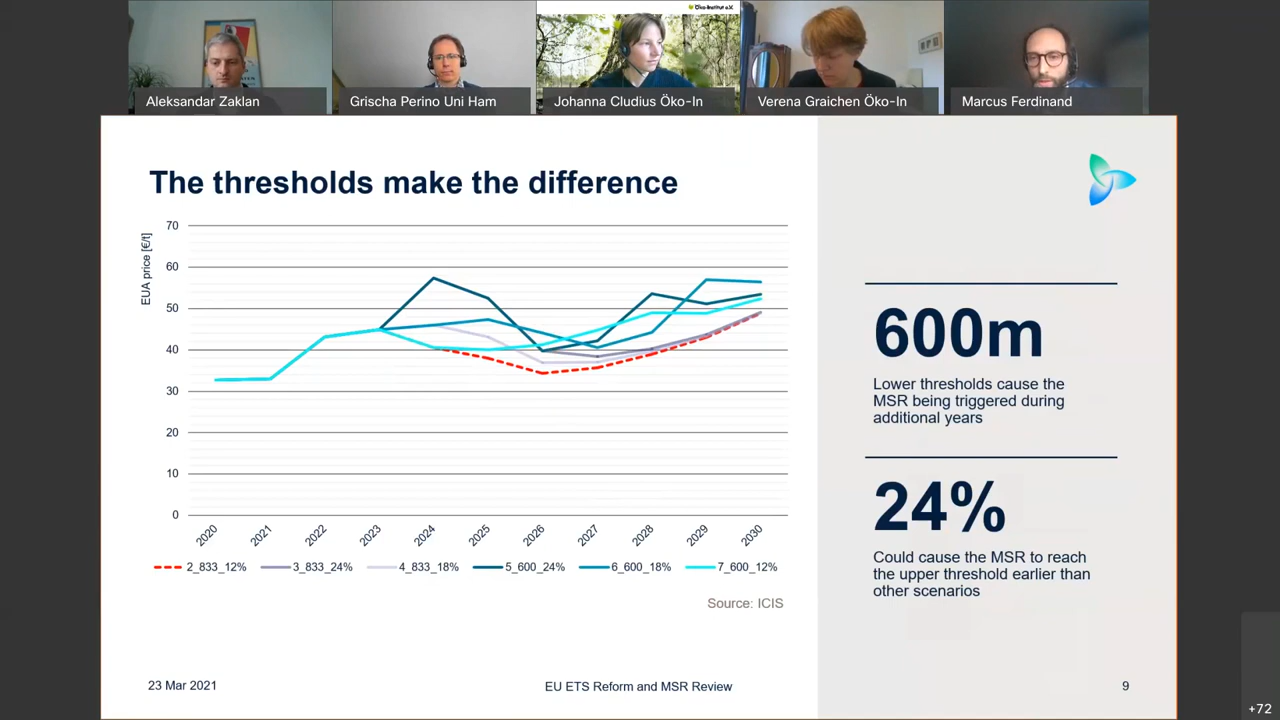 Öko-Institut e.V.
Aleksandar Zaklan
Grischa Perino Uni Ham
Johanna Cludius Öko-In
Verena Graichen Öko-In
Marcus Ferdinand
The thresholds make the difference
EUA price [€/t]
70
60
50
40
30
20
10
0
2020 2021 2022 2023 2024 2025 2026 2027 2028 2029 2030
2_833_12% 3_833_24% 4_833_18% 5_600_24% 6_600_18% 7_600_12%
Source: ICIS
600m
Lower thresholds cause the
MSR being triggered during
additional years
24%
Could cause the MSR to reach
the upper threshold earlier than
other scenarios
23 Mar 2021
EU ETS Reform and MSR Review
9
+72